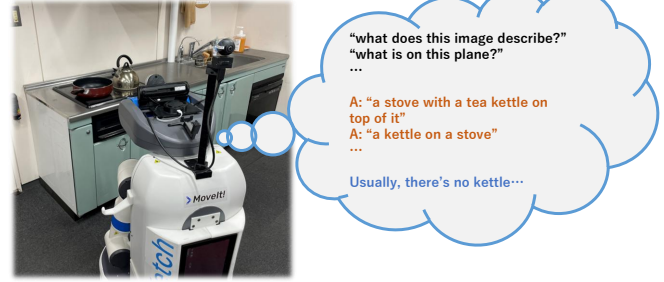 “what does this image describe?”
“what is on this plane?”
…
A: “a stove with a tea kettle on
top of it”
A: “a kettle on a stove”
…
Usually, there’s no kettle…
MoveIt!
etch